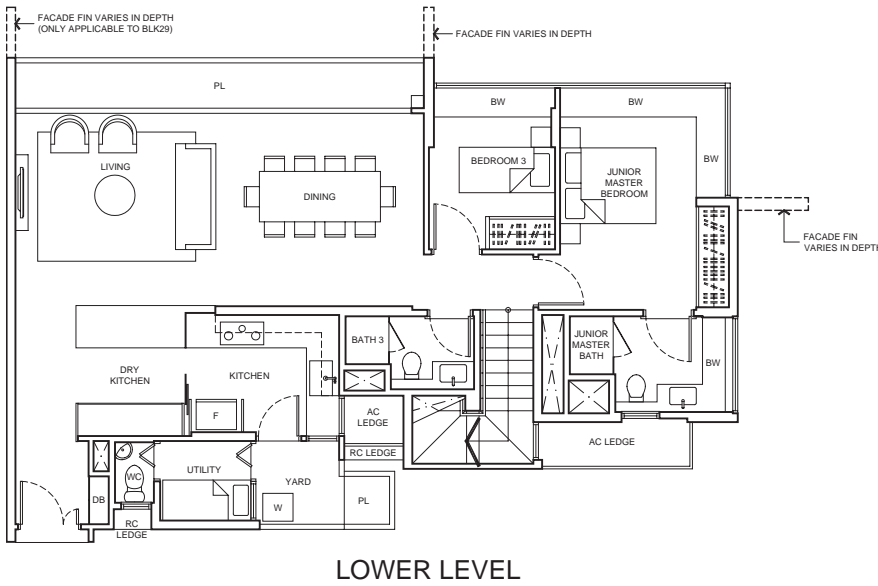 FACADE FIN VARIES IN DEPTH
(ONLY APPLICABLE TO BLK29)
FACADE FIN VARIES IN DEPTH
PL
BW
BW
BW
LIVING
BEDROOM 3
JUNIOR
MASTER
BEDROOM
DINING
FACADE FIN
VARIES IN DEPTH
DRY
KITCHEN
KITCHEN
BATH 3
JUNIOR
MASTER
BATH
BW
F
AC
LEDGE
RC LEDGE
AC LEDGE
WC
UTILITY
YARD
DB
W
PL
RC
LEDGE
LOWER LEVEL